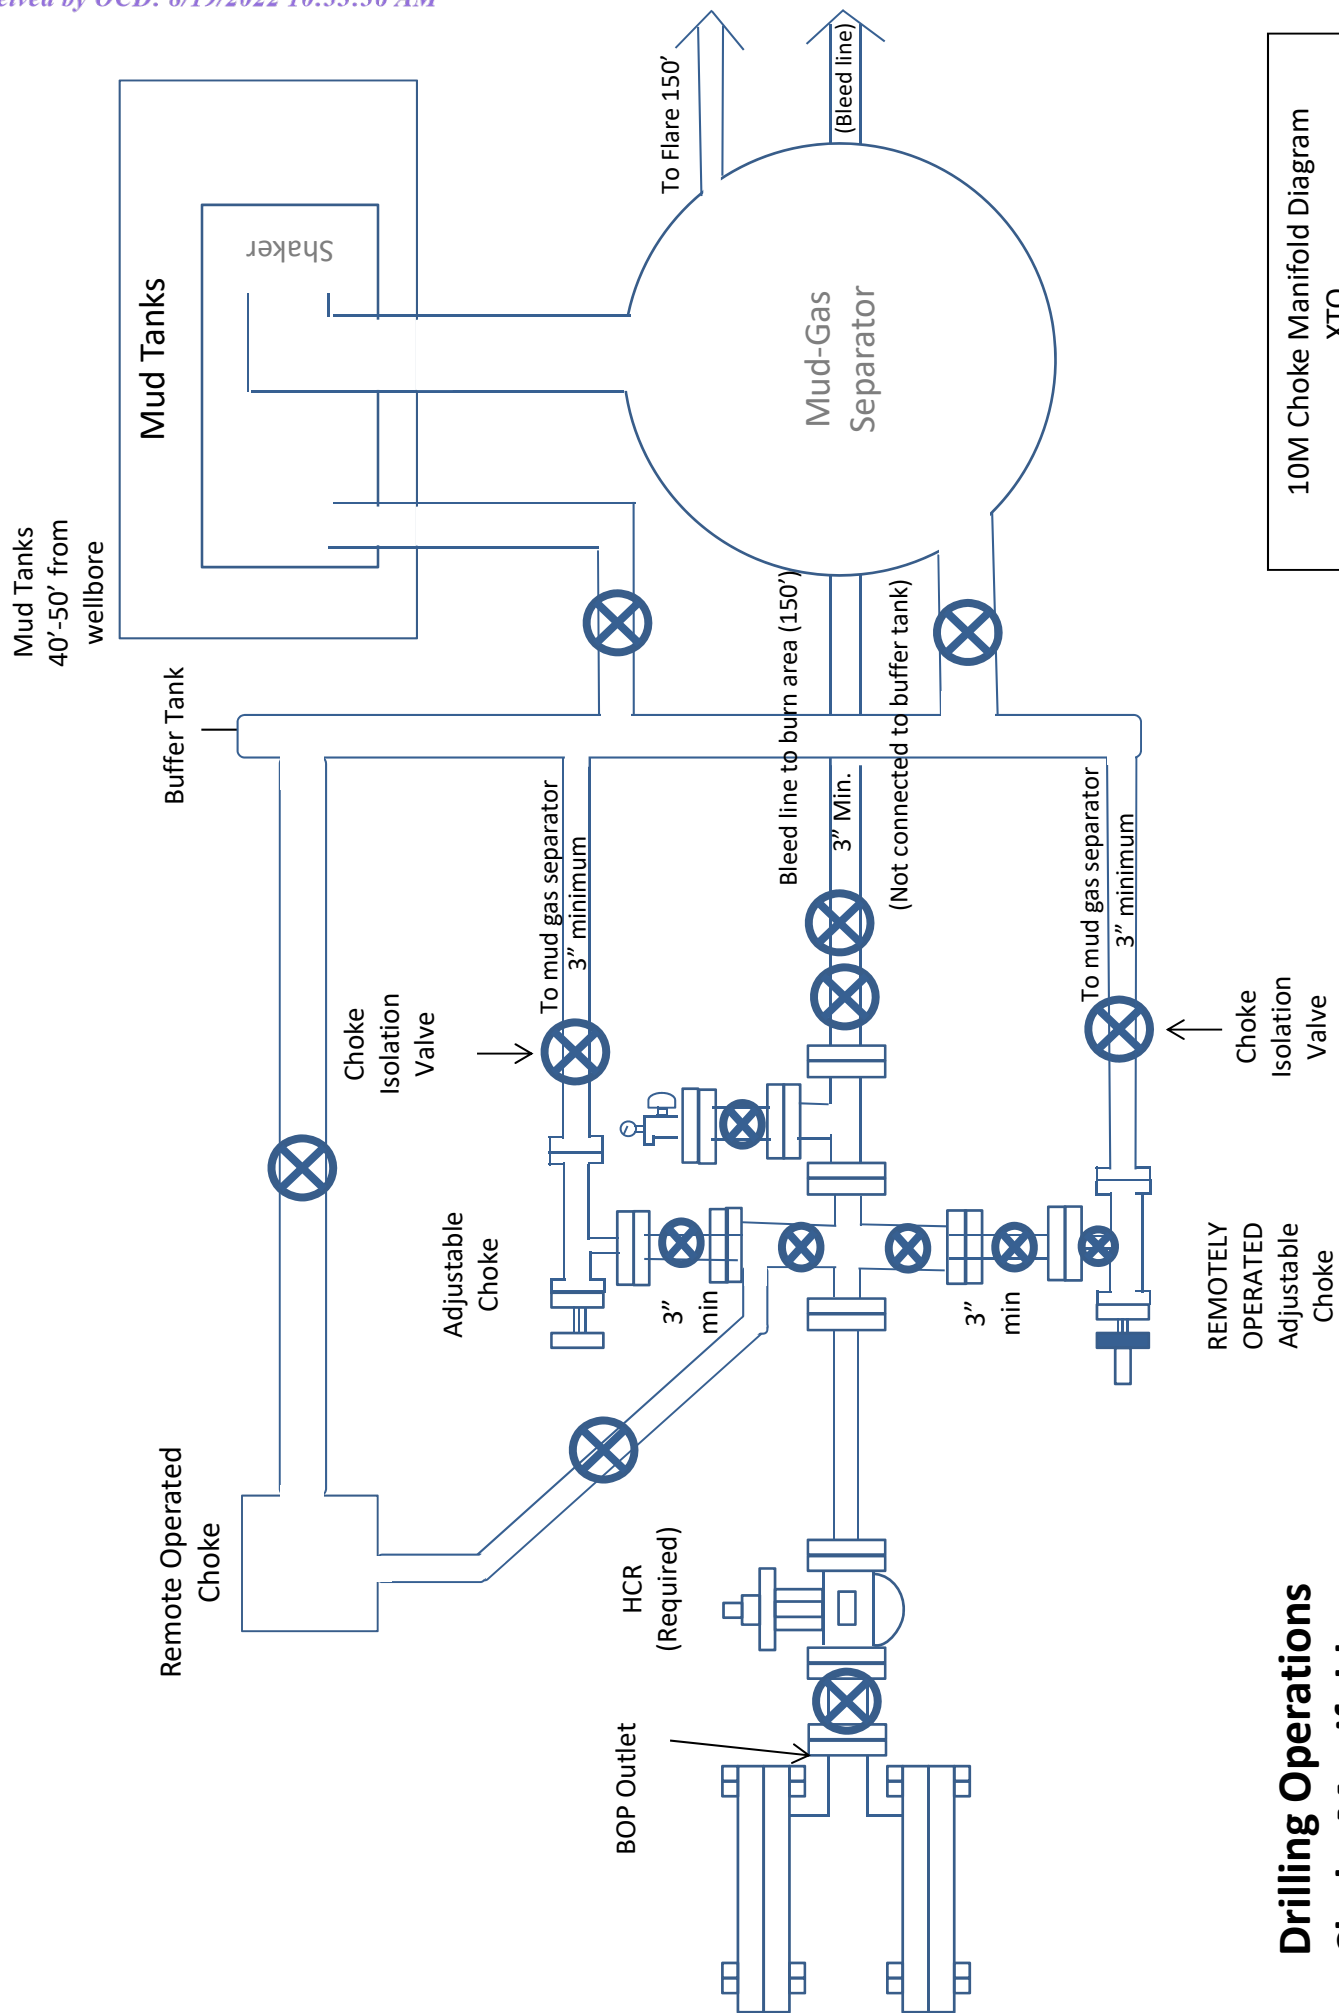 eived by OCD: 8/19/2022 10:33:30 AM
Mud Tanks
40’-50’ from
wellbore
Mud Tanks
Shaker
Buffer Tank
Remote Operated
Choke
To Flare 150’
(Bleed line)
Mud-Gas
Separator
Choke
Isolation
Valve
To mud gas separator
3” minimum
Bleed line to burn area (150’)
3” Min.
(Not connected to buffer tank)
To mud gas separator
3” minimum
Choke
Isolation
Valve
Adjustable
Choke
3”
min
3”
min
REMOTELY
OPERATED
Adjustable
Choke
HCR
(Required)
BOP Outlet
10M Choke Manifold Diagram
XTO
Drilling Operations